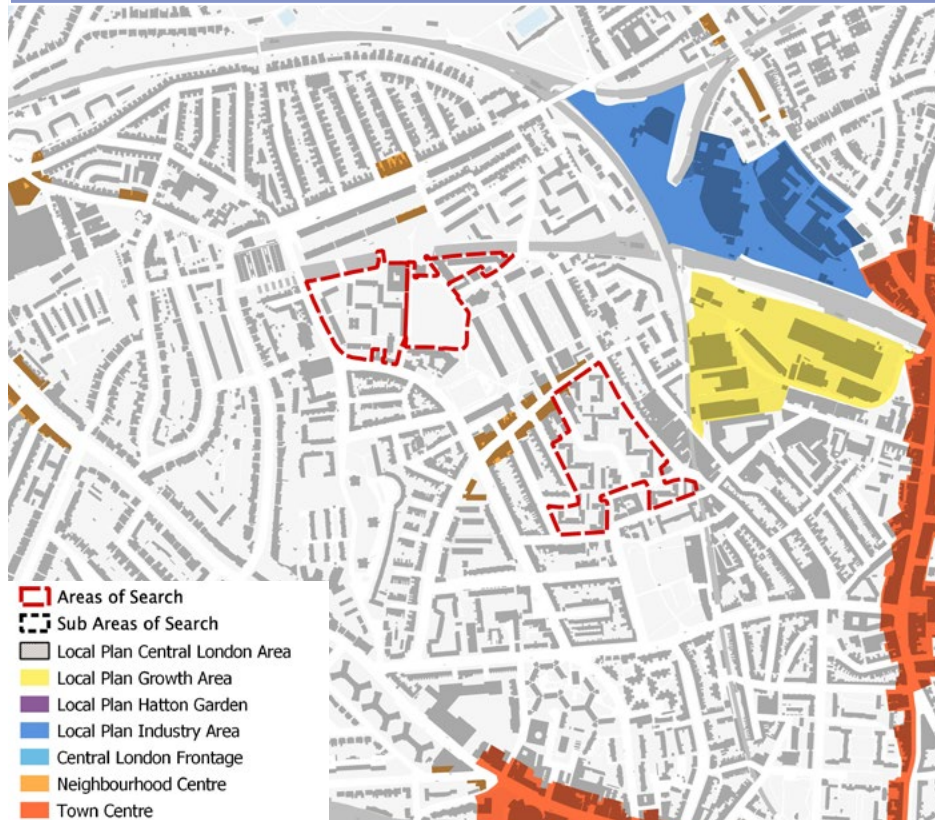 Areas of Search
Sub Areas of Search
Local Plan Central London Area
Local Plan Growth Area
Local Plan Hatton Garden
Local Plan Industry Area
Central London Frontage
Neighbourhood Centre
Town Centre